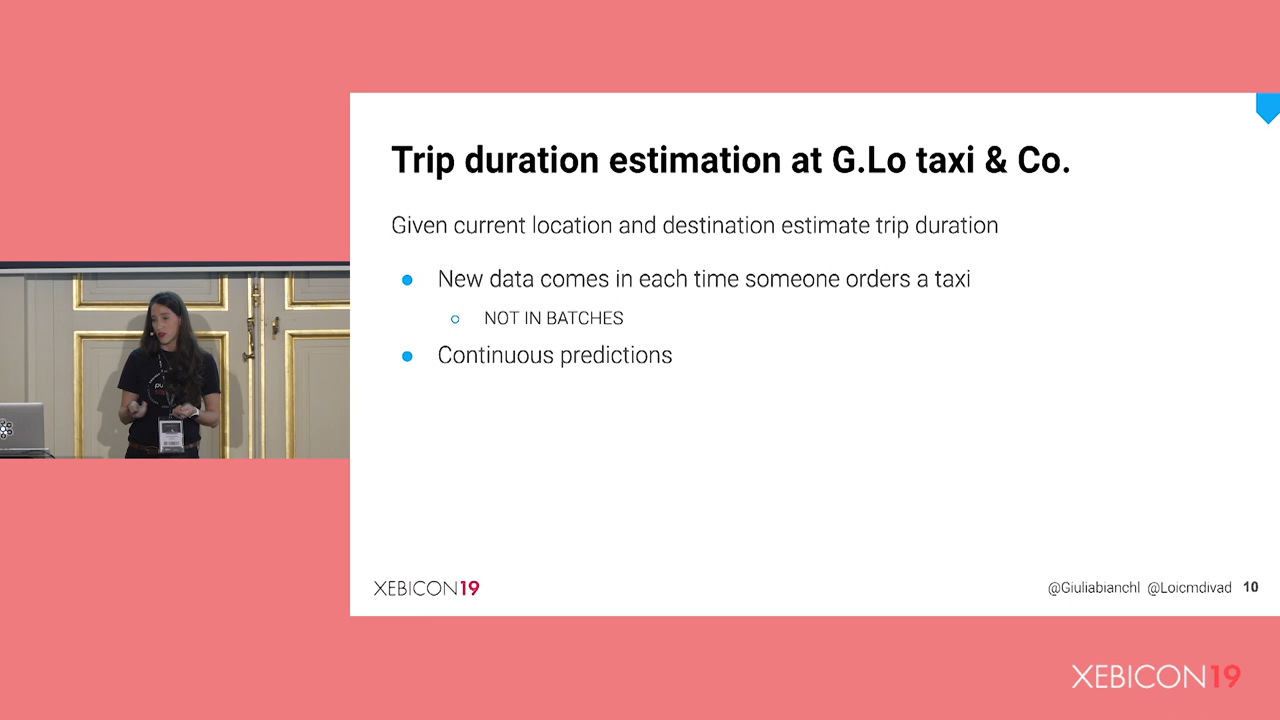 Trip duration estimation at G.Lo taxi & Co.
Given current location and destination estimate trip duration
New data comes in each time someone orders a taxi
NOT IN BATCHES
Continuous predictions
XEBICON19
@Giuliabianchl @Loicmdivad 10
XEBICON19